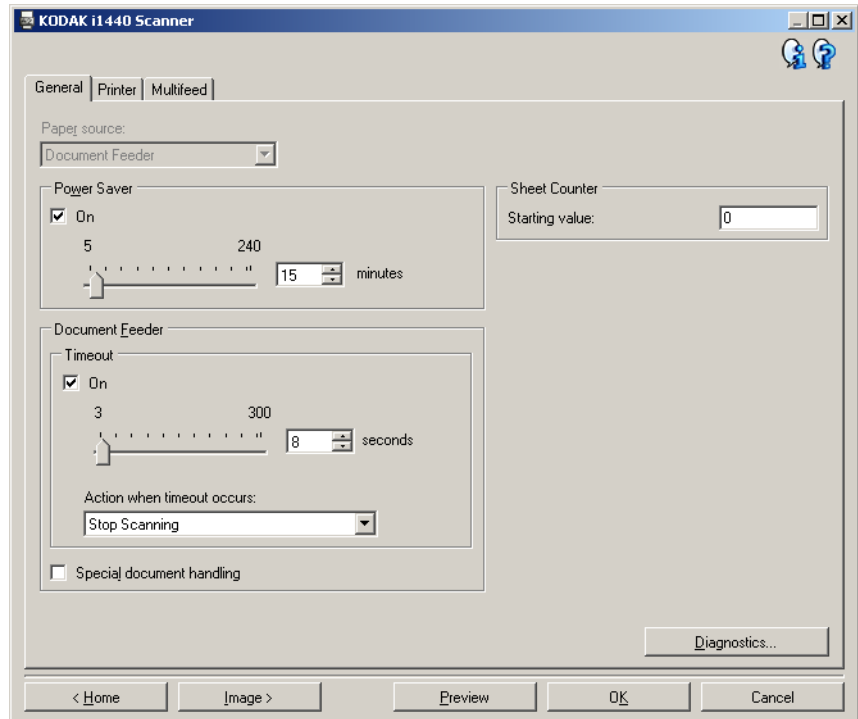 KODAK i1440 Scanner
General Printer Multifeed
Paper source:
Document Feeder
Power Saver
On
5 240
15 minutes
Sheet Counter
Starting value: 0
Document Feeder
Timeout
On
3 300
8 seconds
Action when timeout occurs:
Stop Scanning
Special document handling
Diagnostics...
< Home Image > Preview OK Cancel